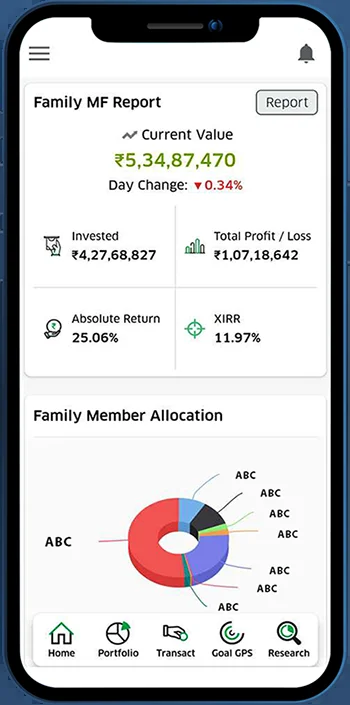 Family MF Report
Report
Current Value
₹5,34,87,470
Day Change: ▼0.34%
Invested
₹4,27,68,827
Total Profit / Loss
₹1,07,18,642
Absolute Return
25.06%
XIRR
11.97%
Family Member Allocation
ABC
ABC
ABC
ABC
ABC
ABC
ABC
ABC
Home
Portfolio
Transact
Goal GPS
Research